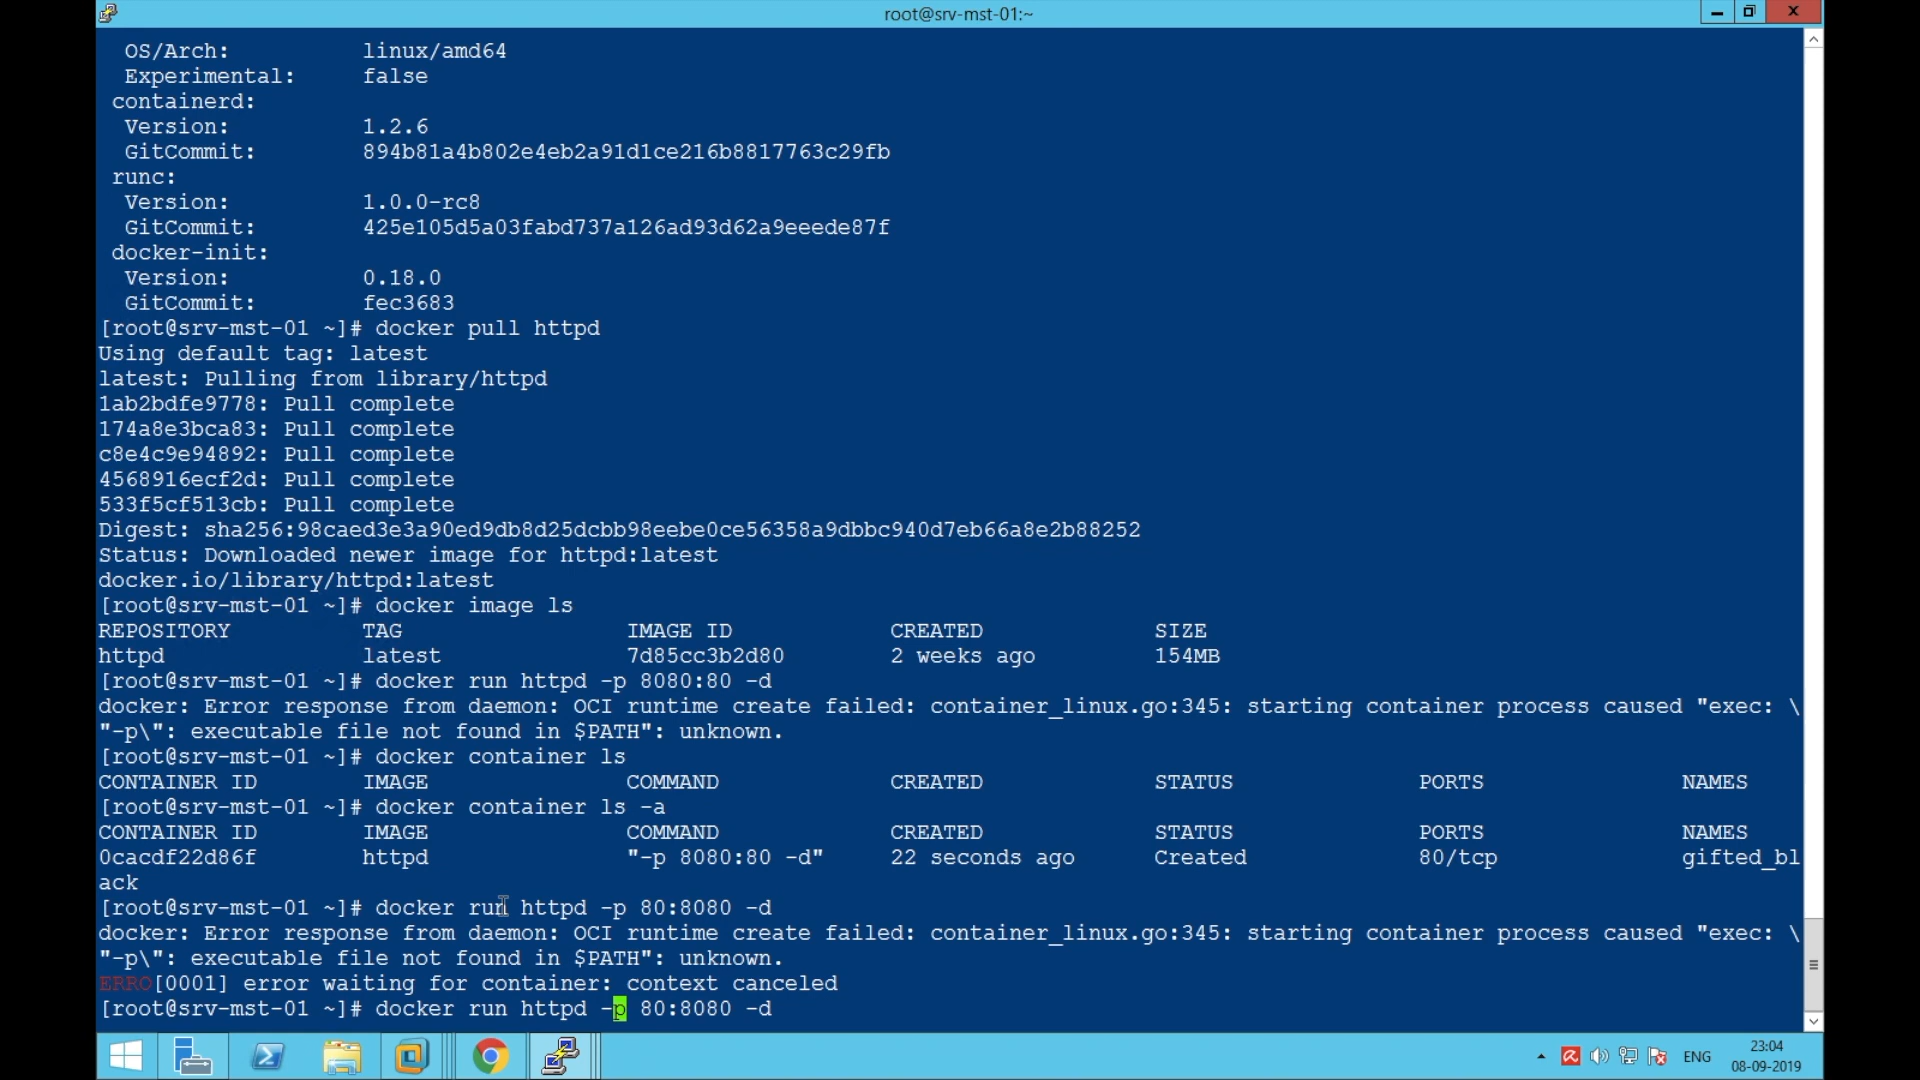 root@srv-mst-01:~
OS/Arch: linux/amd64
Experimental: false
containerd:
Version: 1.2.6
GitCommit: 894b81a4b802e4eb2a91d1ce216b8817763c29fb
runc:
Version: 1.0.0-rc8
GitCommit: 425e105d5a03fabd737a126ad93d62a9eeede87f
docker-init:
Version: 0.18.0
GitCommit: fec3683
[root@srv-mst-01 ~]# docker pull httpd
Using default tag: latest
latest: Pulling from library/httpd
1ab2bdfe9778: Pull complete
174a8e3bca83: Pull complete
c8e4c9e94892: Pull complete
4568916ecf2d: Pull complete
533f5cf513cb: Pull complete
Digest: sha256:98caed3e3a90ed9db8d25dcbb98eebe0ce56358a9dbbc940d7eb66a8e2b88252
Status: Downloaded newer image for httpd:latest
docker.io/library/httpd:latest
[root@srv-mst-01 ~]# docker image ls
REPOSITORY TAG IMAGE ID CREATED SIZE
httpd latest 7d85cc3b2d80 2 weeks ago 154MB
[root@srv-mst-01 ~]# docker run httpd -p 8080:80 -d
docker: Error response from daemon: OCI runtime create failed: container_linux.go:345: starting container process caused "exec: \
"-p\": executable file not found in $PATH": unknown.
[root@srv-mst-01 ~]# docker container ls
CONTAINER ID IMAGE COMMAND CREATED STATUS PORTS NAMES
[root@srv-mst-01 ~]# docker container ls -a
CONTAINER ID IMAGE COMMAND CREATED STATUS PORTS NAMES
0cacdf22d86f httpd "-p 8080:80 -d" 22 seconds ago Created 80/tcp gifted_bl
ack
[root@srv-mst-01 ~]# docker run httpd -p 80:8080 -d
docker: Error response from daemon: OCI runtime create failed: container_linux.go:345: starting container process caused "exec: \
"-p\": executable file not found in $PATH": unknown.
ERRO[0001] error waiting for container: context canceled
[root@srv-mst-01 ~]# docker run httpd -p 80:8080 -d
ENG
23:04
08-09-2019